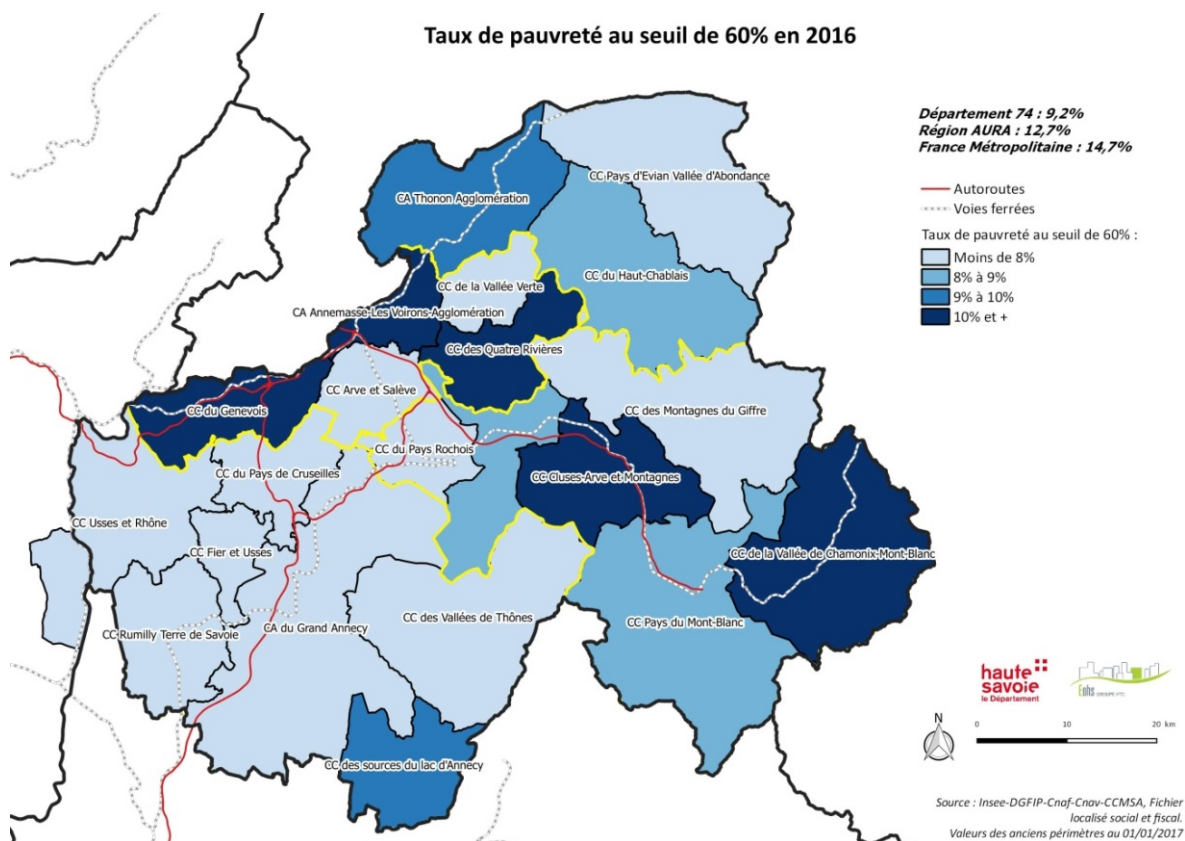 Taux de pauvreté au seuil de 60% en 2016
Département 74 : 9,2%
Région AURA : 12,7%
France Métropolitaine : 14,7%
Autoroutes
Voies ferrées
Taux de pauvreté au seuil de 60% :
Moins de 8%
8% à 9%
9% à 10%
10% et +
CC Pays d'Evian Vallée d'Abondance
CA Thonon Agglomération
CC du Haut-Chablais
CC de la Vallée Verte
CA Annemasse-Les Voirons-Agglomération
CC des Quatre Rivières
CC Arve et Salève
CC du Genevois
CC des Montagnes du Giffre
CC du Pays Rochois
CC du Pays de Cruseilles
CC Cluses-Arve et Montagnes
CC Usses et Rhône
CC Fier et Usses
CC de la Vallée de Chamonix-Mont-Blanc
CC des Vallées de Thônes
CC Pays du Mont-Blanc
CC Rumilly Terre de Savoie
CA du Grand Annecy
CC des sources du lac d'Annecy
haute
savoie
le Département
Enhs GROUPE HTC
N
0 10 20 km
Source : Insee-DGFIP-Cnaf-Cnav-CCMSA, Fichier
localisé social et fiscal.
Valeurs des anciens périmètres au 01/01/2017